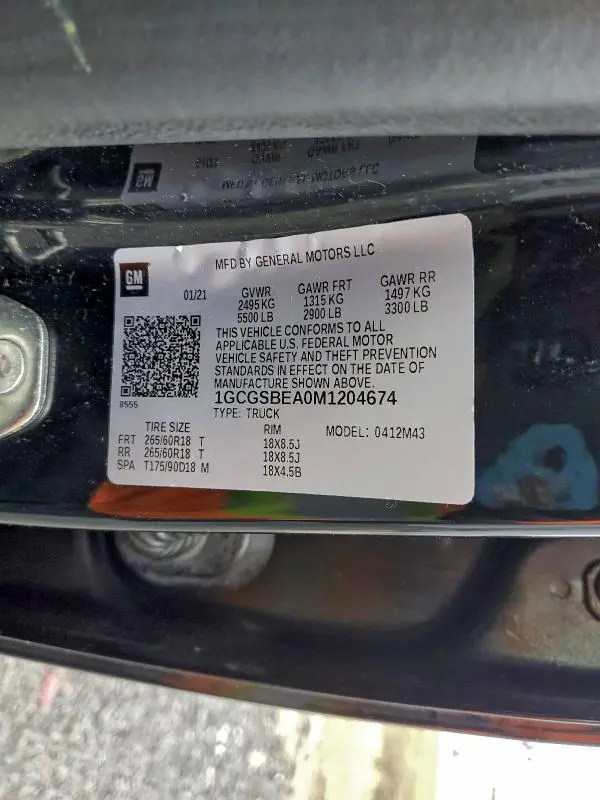 MFD BY GENERAL MOTORS LLC
GM
01/21
GVWR GAWR FRT GAWR RR
2495 KG 1315 KG 1497 KG
5500 LB 2900 LB 3300 LB
THIS VEHICLE CONFORMS TO ALL
APPLICABLE U.S. FEDERAL MOTOR
VEHICLE SAFETY AND THEFT PREVENTION
STANDARDS IN EFFECT ON THE DATE OF
MANUFACTURE SHOWN ABOVE.
1GCGSBEA0M1204674
8555
TYPE: TRUCK
TIRE SIZE RIM MODEL: 0412M43
FRT 265/60R18 T 18X8.5J
RR 265/60R18 T 18X8.5J
SPA T175/90D18 M 18X4.5B